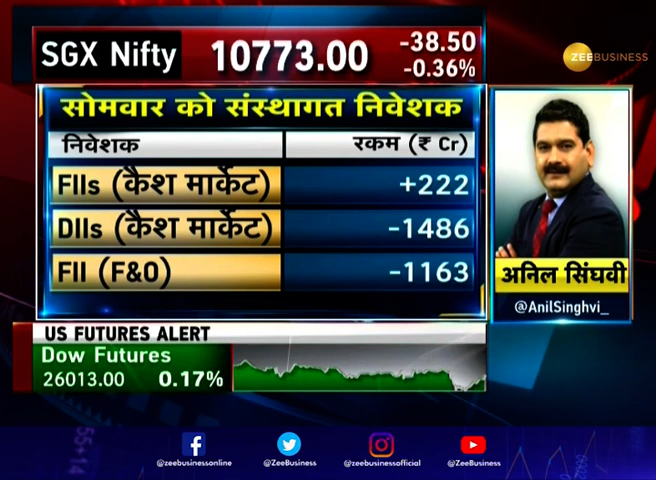 SGX Nifty 10773.00 -38.50
-0.36%
ZEEBUSINESS
सोमवार को संस्थागत निवेशक
निवेशक रकम (₹ Cr)
FIIs (कैश मार्केट) +222
DIIs (कैश मार्केट) -1486
FII (F&O) -1163
अनिल सिंघवी
@AnilSinghvi_
US FUTURES ALERT
Dow Futures
26013.00 0.17%
@zeebusinessonline @ZeeBusiness @zeebusinessofficial @ZeeBusiness